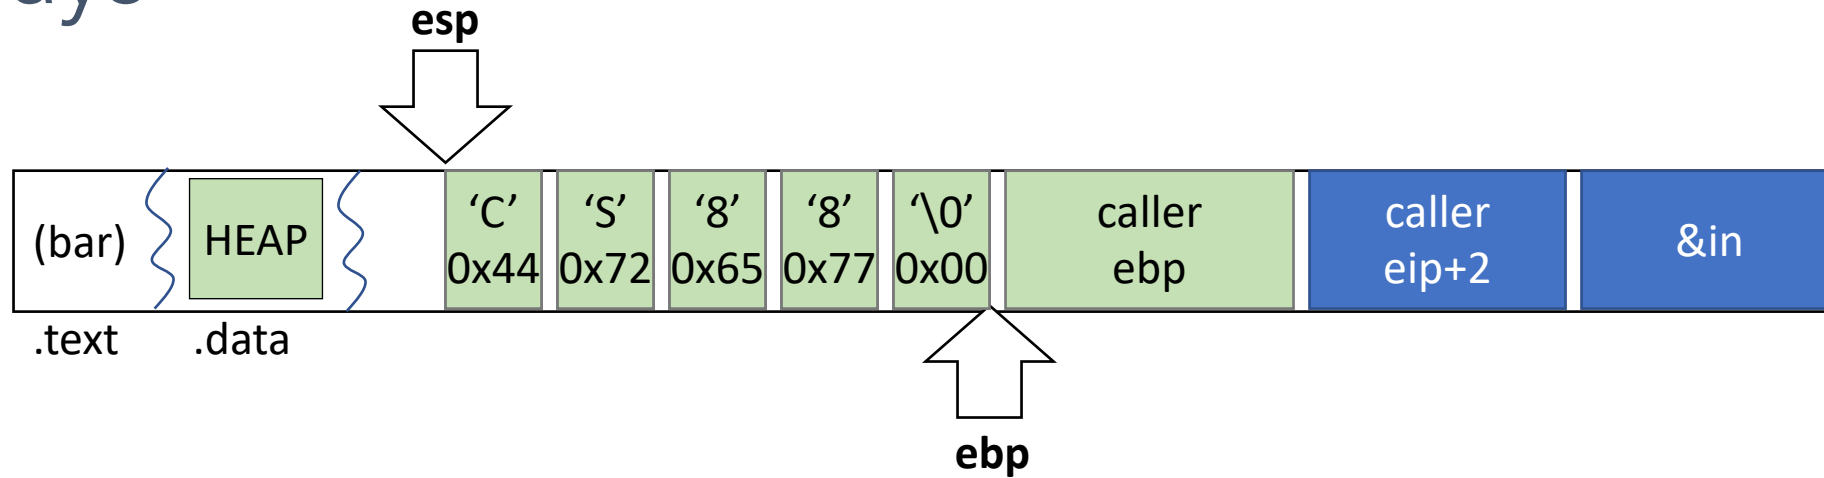 esp
(bar)
HEAP
‘C’
0x44
‘S’
0x72
‘8’
0x65
‘8’
0x77
‘\0’
0x00
caller
ebp
caller
eip+2
&in
.text
.data
ebp